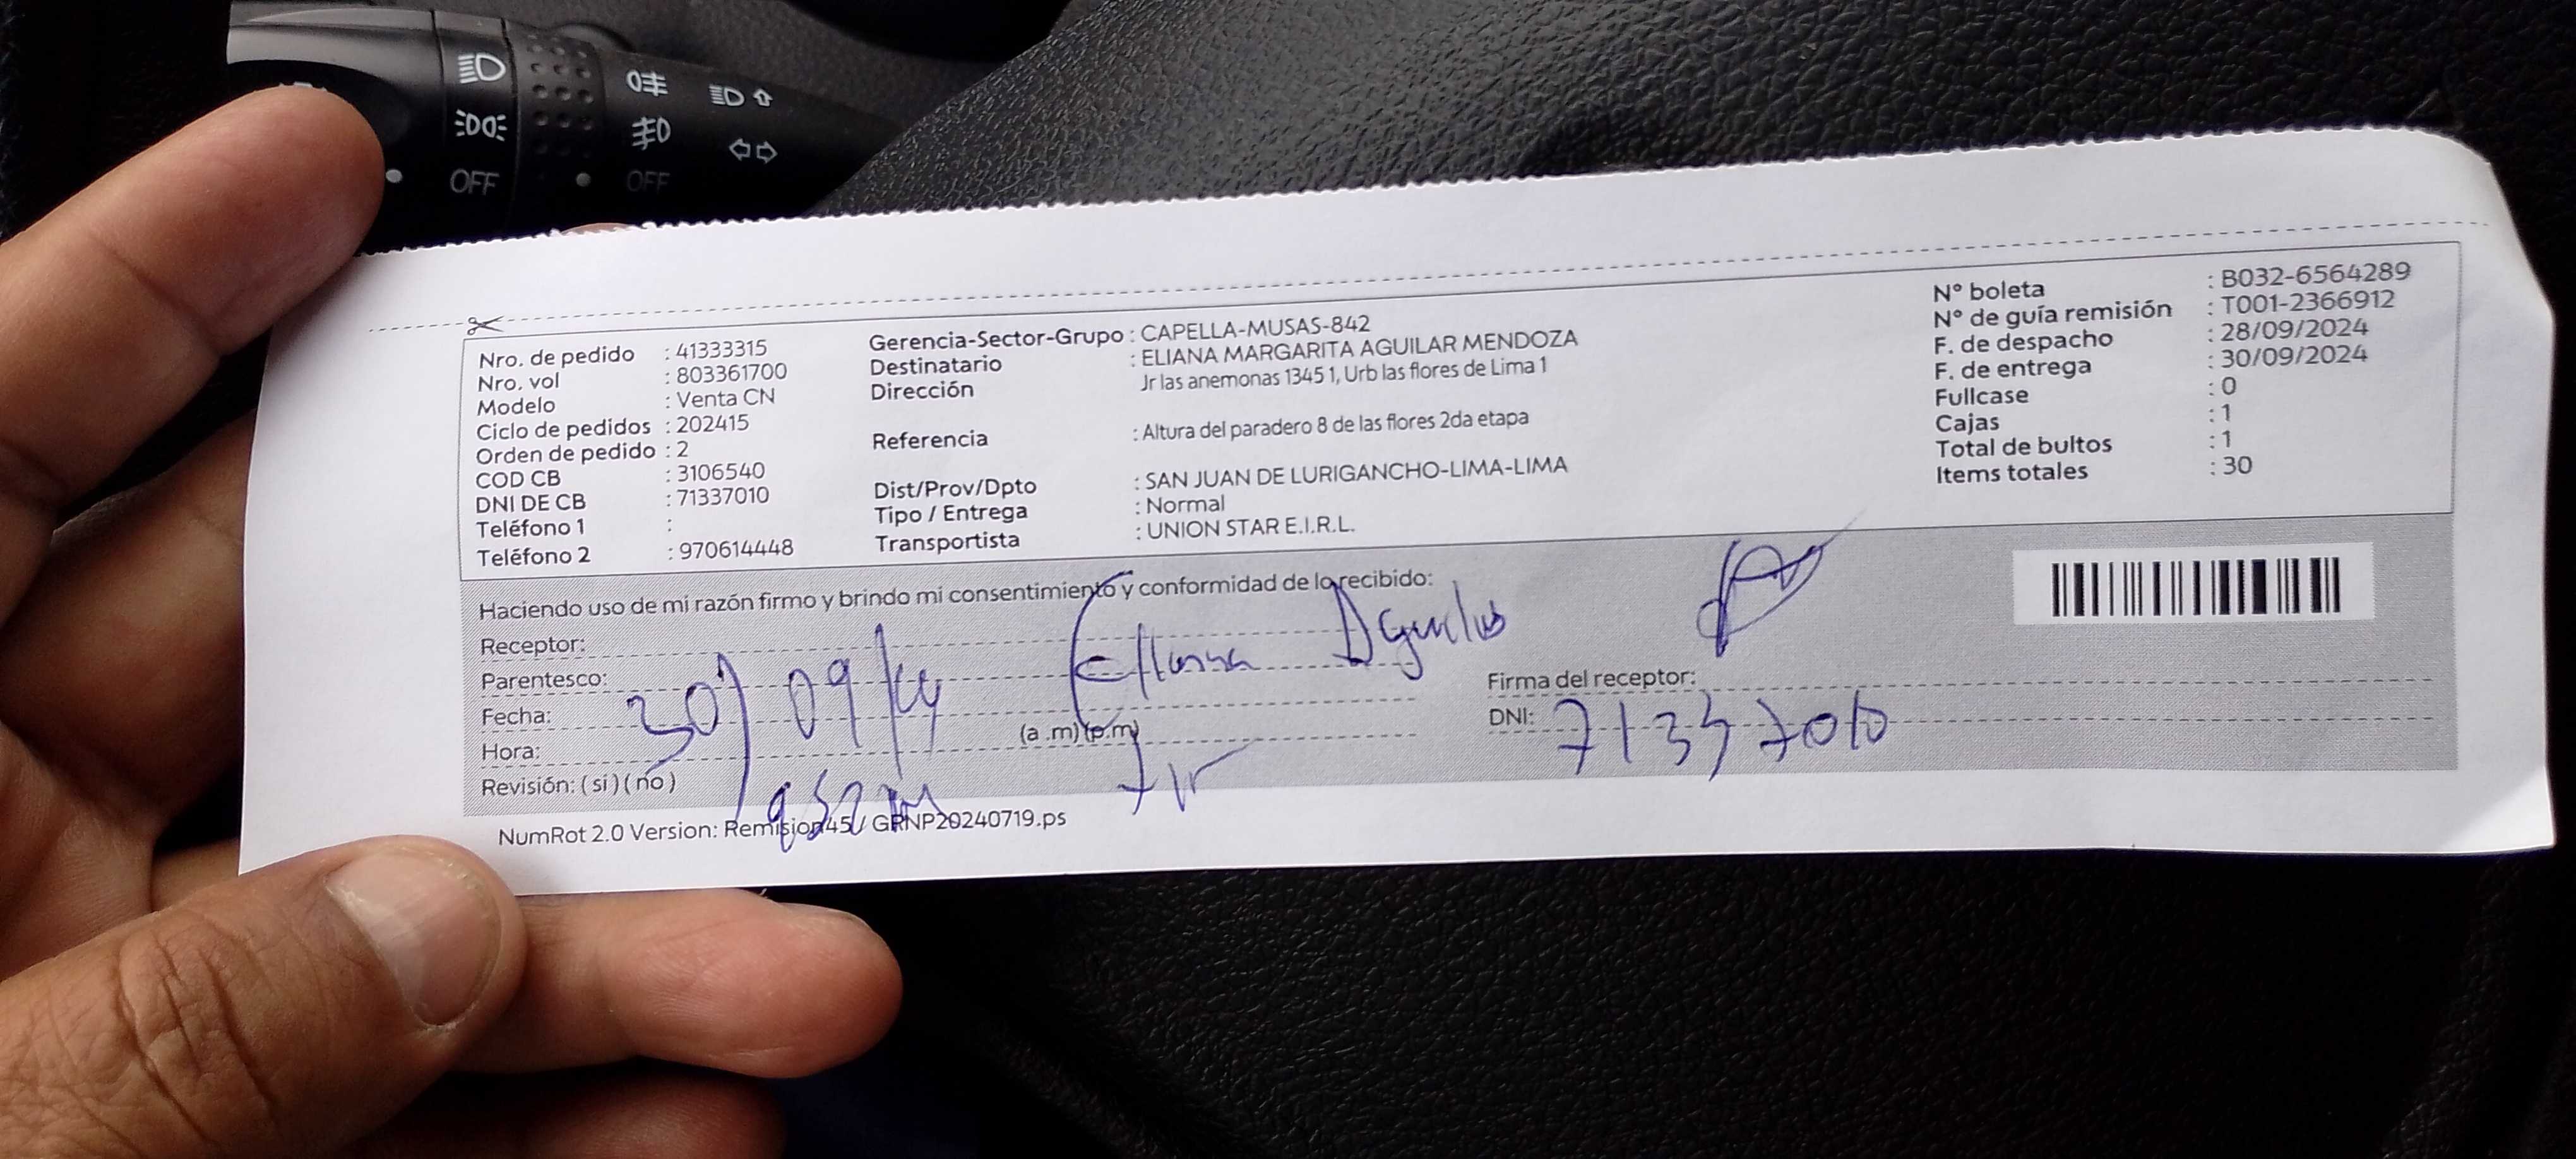 OFF
OFF
Nro. de pedido : 41333315
Nro. vol : 803361700
Modelo : Venta CN
Ciclo de pedidos : 202415
Orden de pedido : 2
COD CB : 3106540
DNI DE CB : 71337010
Teléfono 1 :
Teléfono 2 : 970614448
Gerencia-Sector-Grupo : CAPELLA-MUSAS-842
Destinatario : ELIANA MARGARITA AGUILAR MENDOZA
Dirección Jr las anemonas 1345 1, Urb las flores de Lima 1
Referencia : Altura del paradero 8 de las flores 2da etapa
Dist/Prov/Dpto : SAN JUAN DE LURIGANCHO-LIMA-LIMA
Tipo / Entrega : Normal
Transportista : UNION STAR E.I.R.L.
N° boleta : B032-6564289
N° de guía remisión : T001-2366912
F. de despacho : 28/09/2024
F. de entrega : 30/09/2024
Fullcase : 0
Cajas : 1
Total de bultos : 1
Items totales : 30
Haciendo uso de mi razón firmo y brindo mi consentimiento y conformidad de lo recibido:
Receptor:
Parentesco: Eliana Aguilar
Fecha: 30/09/24
Hora: (a .m) (p.m)
Revisión: ( si ) ( no )
Firma del receptor:
DNI: 71337010
NumRot 2.0 Version: Remision45 / GRNP20240719.ps